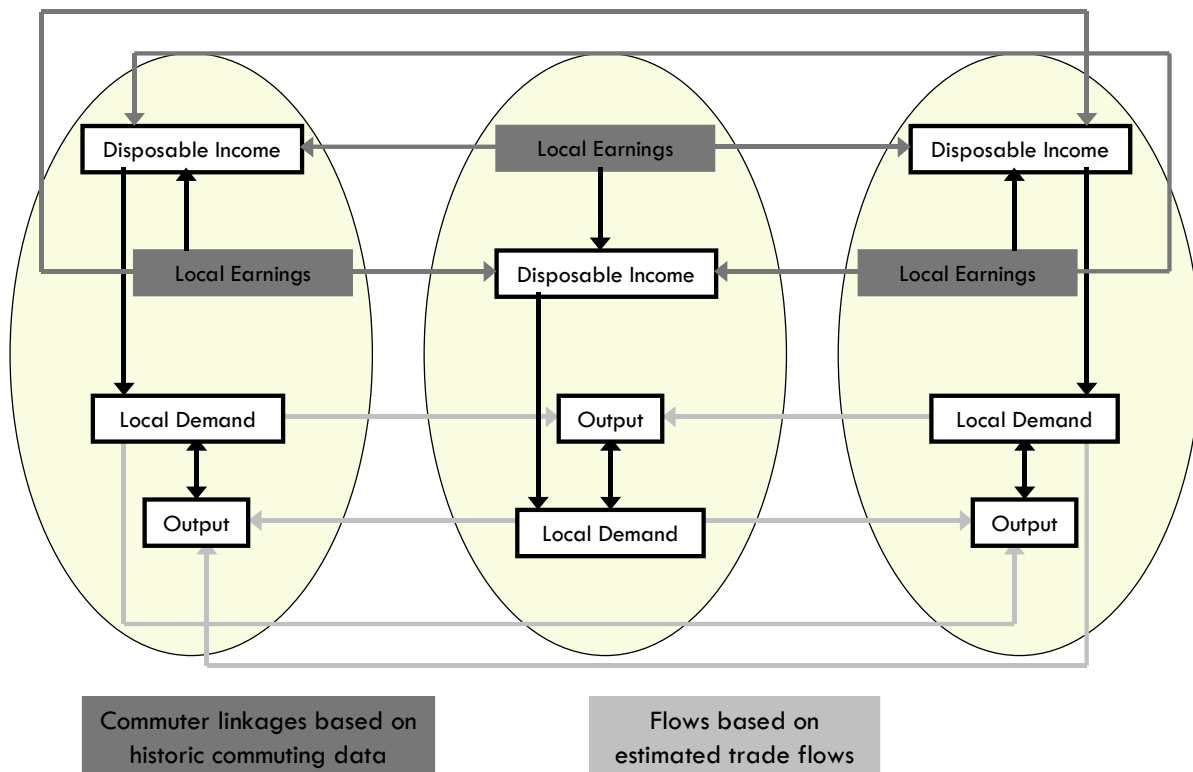 Disposable Income
Local Earnings
Disposable Income
Local Earnings
Disposable Income
Local Earnings
Local Demand
Output
Local Demand
Output
Local Demand
Output
Commuter linkages based on
historic commuting data
Flows based on
estimated trade flows